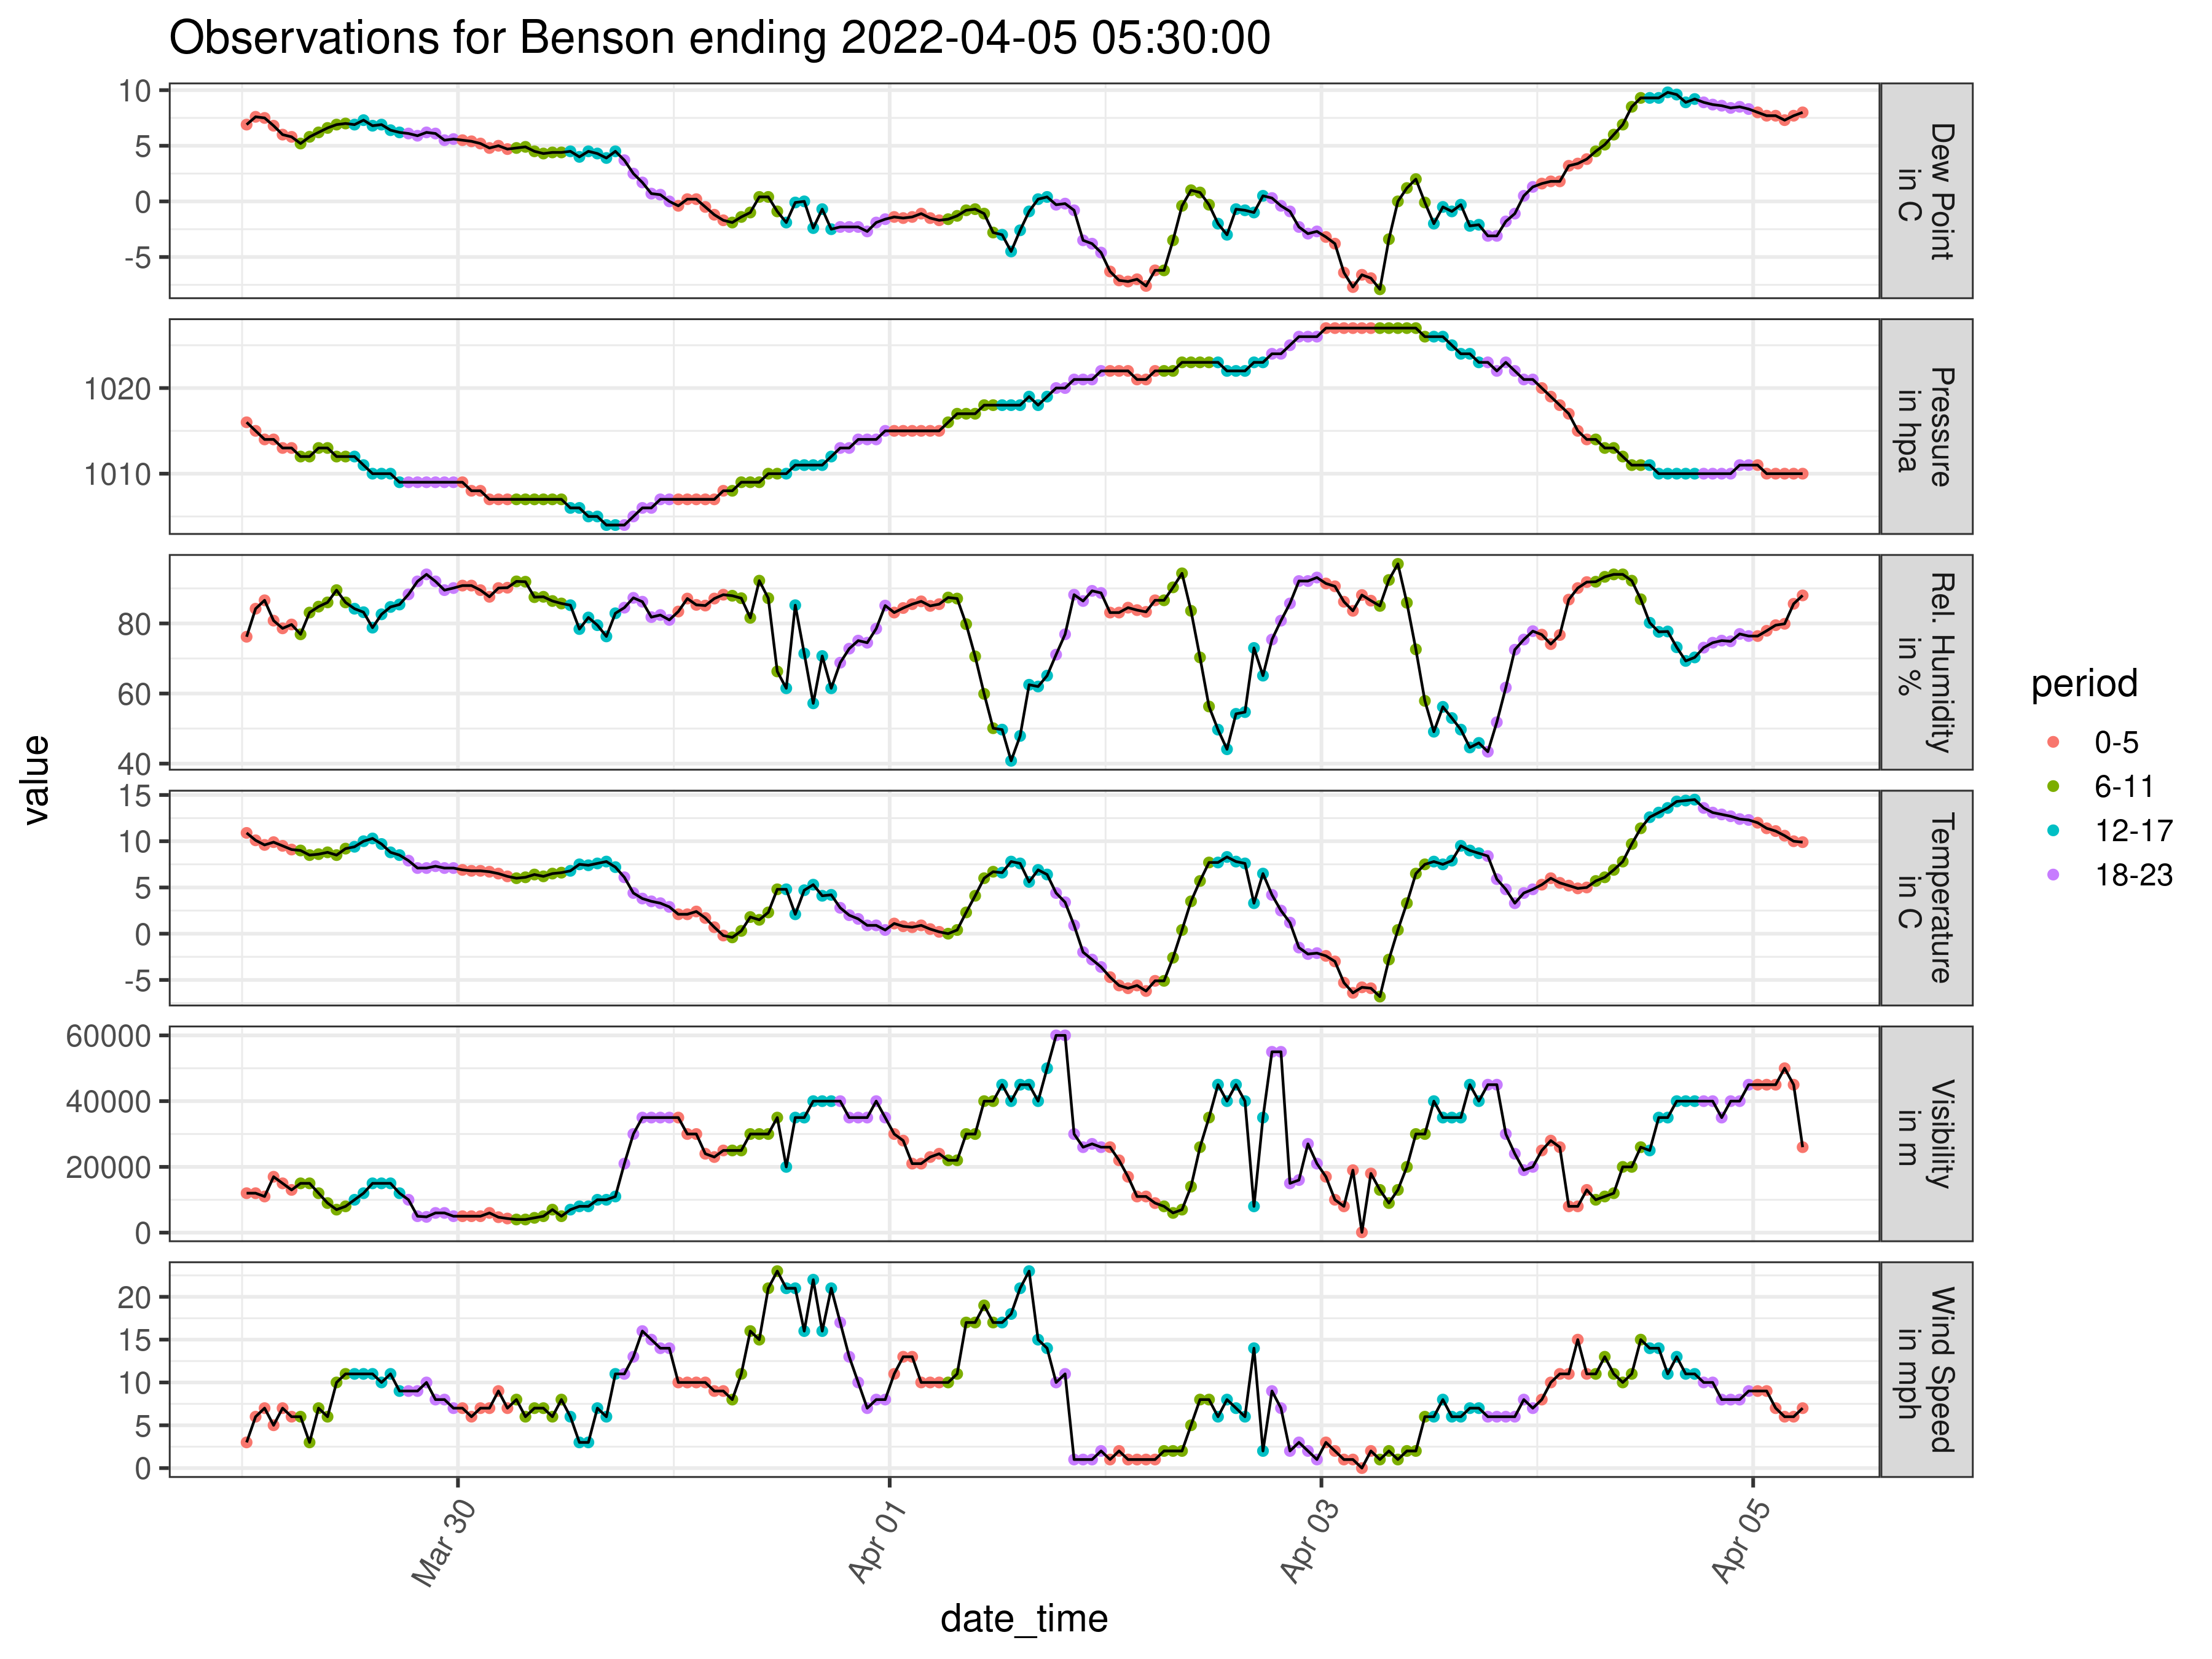 Observations for Benson ending 2022-04-05 05:30:00
value
10
5
0
-5
Dew Point
in C
1020
1010
Pressure
in hpa
80
60
40
Rel. Humidity
in %
15
10
5
0
-5
Temperature
in C
60000
40000
20000
0
Visibility
in m
20
15
10
5
0
Wind Speed
in mph
Mar 30
Apr 01
Apr 03
Apr 05
date_time
period
0-5
6-11
12-17
18-23